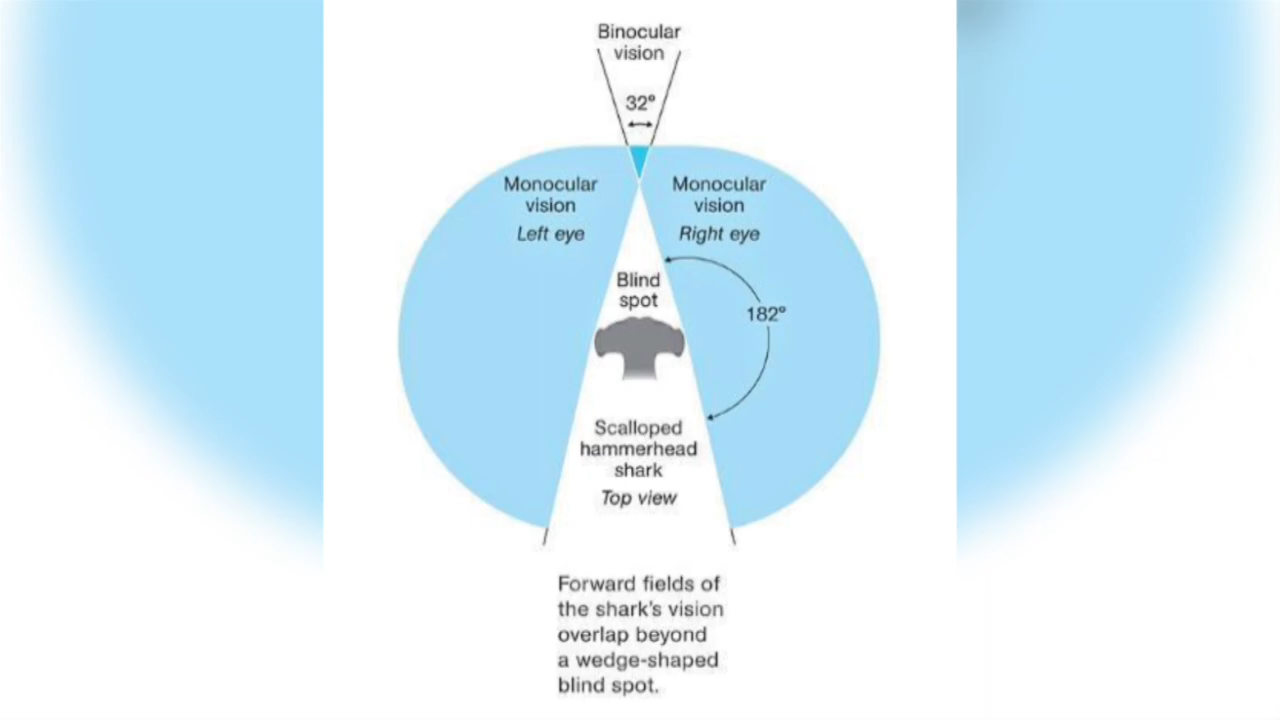 Binocular
vision
32°
Monocular
vision
Left eye
Monocular
vision
Right eye
Blind
spot
182°
Scalloped
hammerhead
shark
Top view
Forward fields of
the shark's vision
overlap beyond
a wedge-shaped
blind spot.